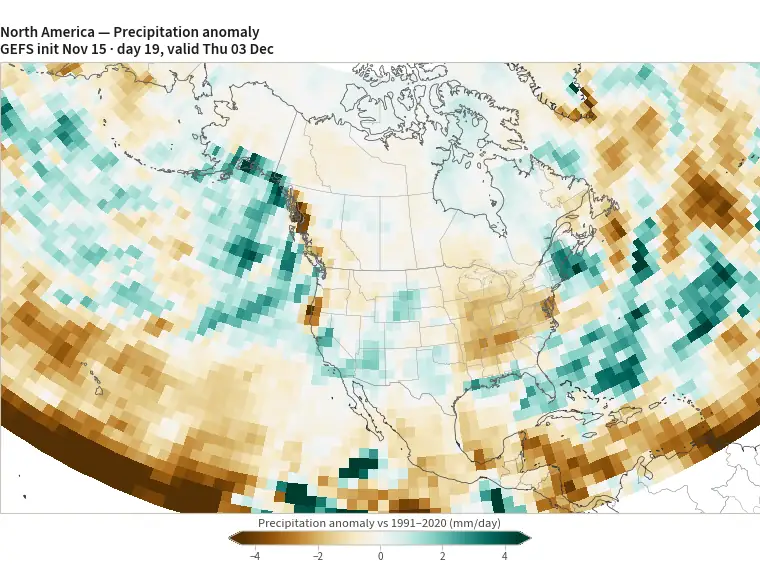 North America — Precipitation anomaly
GEFS init Nov 15 · day 19, valid Thu 03 Dec
Precipitation anomaly vs 1991–2020 (mm/day)
−4 −2 0 2 4